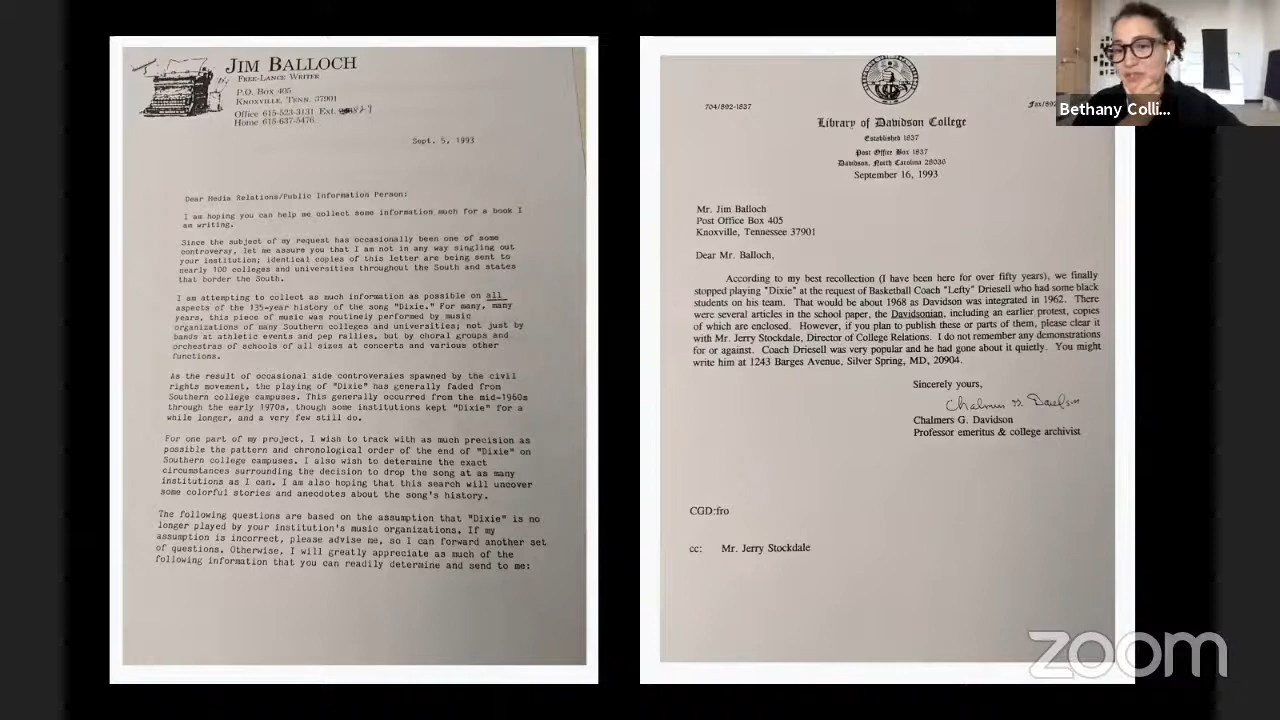 JIM BALLOCH
FREE-LANCE WRITER
P.O. BOX 405
KNOXVILLE, TENN. 37901
Office 615-523-3131 Ext.
Home 615-637-5476
Sept. 5, 1993
Dear Media Relations/Public Information Person:
I am hoping you can help me collect some information much for a book I
am writing.
Since the subject of my request has occasionally been one of some
controversy, let me assure you that I am not in any way singling out
your institution; identical copies of this letter are being sent to
nearly 100 colleges and universities throughout the South and states
that border the South.
I am attempting to collect as much information as possible on all
aspects of the 135-year history of the song "Dixie." For many, many
years, this piece of music was routinely performed by music
organizations of many Southern colleges and universities; not just by
bands at athletic events and pep rallies, but by choral groups and
orchestras of schools of all sizes at concerts and various other
functions.
As the result of occasional side controversies spawned by the civil
rights movement, the playing of "Dixie" has generally faded from
Southern college campuses. This generally occurred from the mid-1960s
through the early 1970s, though some institutions kept "Dixie" for a
while longer, and a very few still do.
For one part of my project, I wish to track with as much precision as
possible the pattern and chronological order of the end of "Dixie" on
Southern college campuses. I also wish to determine the exact
circumstances surrounding the decision to drop the song at as many
institutions as I can. I am also hoping that this search will uncover
some colorful stories and anecdotes about the song's history.
The following questions are based on the assumption that "Dixie" is no
longer played by your institution's music organizations. If my
assumption is incorrect, please advise me, so I can forward another set
of questions. Otherwise, I will greatly appreciate as much of the
following information that you can readily determine and send to me:
704/892-1837
Library of Davidson College
Established 1837
Post Office Box 1837
Davidson, North Carolina 28036
September 16, 1993
Mr. Jim Balloch
Post Office Box 405
Knoxville, Tennessee 37901
Dear Mr. Balloch,
According to my best recollection (I have been here for over fifty years), we finally
stopped playing "Dixie" at the request of Basketball Coach "Lefty" Driesell who had some black
students on his team. That would be about 1968 as Davidson was integrated in 1962. There
were several articles in the school paper, the Davidsonian, including an earlier protest, copies
of which are enclosed. However, if you plan to publish these or parts of them, please clear it
with Mr. Jerry Stockdale, Director of College Relations. I do not remember any demonstrations
for or against. Coach Driesell was very popular and he had gone about it quietly. You might
write him at 1243 Barges Avenue, Silver Spring, MD, 20904.
Sincerely yours,
Chalmers G. Davidson
Chalmers G. Davidson
Professor emeritus & college archivist
CGD:fro
cc: Mr. Jerry Stockdale
Bethany Colli...
zoom